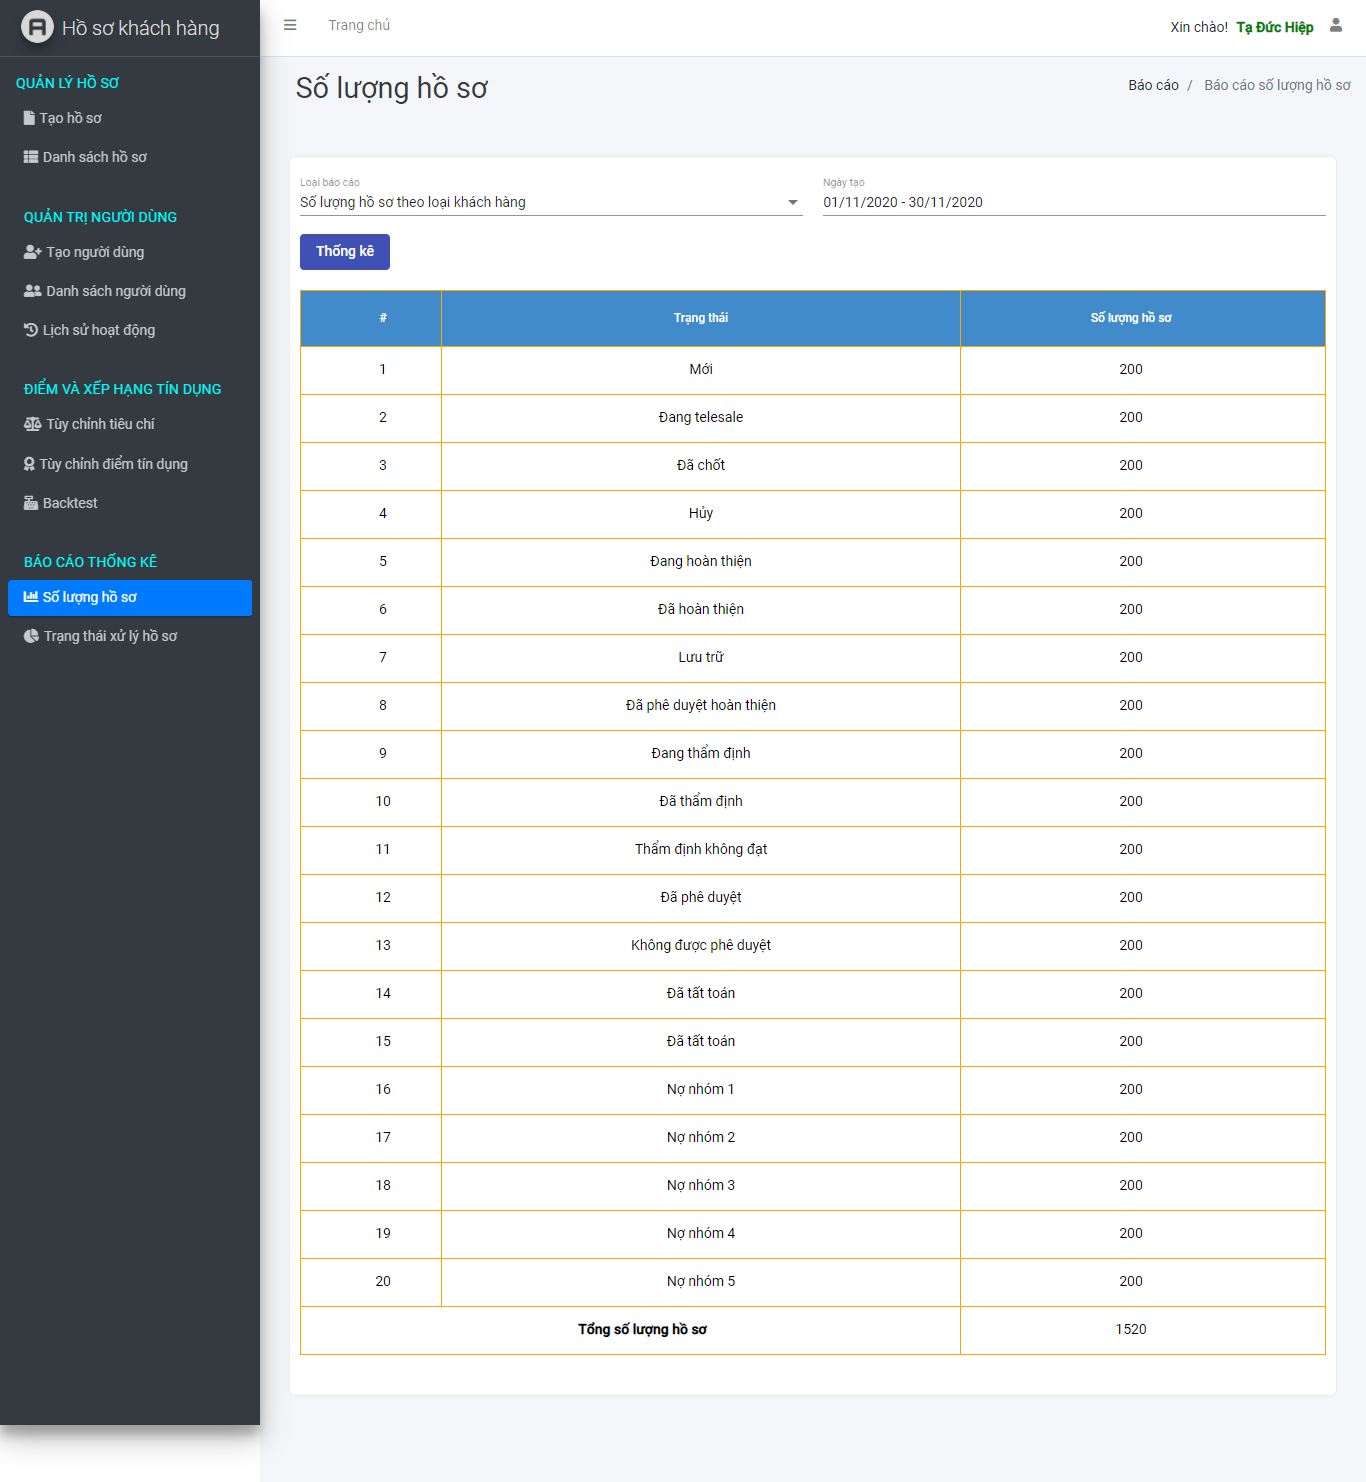 Hồ sơ khách hàng
Trang chủ
Xin chào! Tạ Đức Hiệp
QUẢN LÝ HỒ SƠ
Tạo hồ sơ
Danh sách hồ sơ
QUẢN TRỊ NGƯỜI DÙNG
Tạo người dùng
Danh sách người dùng
Lịch sử hoạt động
ĐIỂM VÀ XẾP HẠNG TÍN DỤNG
Tùy chỉnh tiêu chí
Tùy chỉnh điểm tín dụng
Backtest
BÁO CÁO THỐNG KÊ
Số lượng hồ sơ
Trạng thái xử lý hồ sơ
Số lượng hồ sơ
Báo cáo / Báo cáo số lượng hồ sơ
Loại báo cáo
Số lượng hồ sơ theo loại khách hàng
Ngày tạo
01/11/2020 - 30/11/2020
Thống kê
# Trạng thái Số lượng hồ sơ
1 Mới 200
2 Đang telesale 200
3 Đã chốt 200
4 Hủy 200
5 Đang hoàn thiện 200
6 Đã hoàn thiện 200
7 Lưu trữ 200
8 Đã phê duyệt hoàn thiện 200
9 Đang thẩm định 200
10 Đã thẩm định 200
11 Thẩm định không đạt 200
12 Đã phê duyệt 200
13 Không được phê duyệt 200
14 Đã tất toán 200
15 Đã tất toán 200
16 Nợ nhóm 1 200
17 Nợ nhóm 2 200
18 Nợ nhóm 3 200
19 Nợ nhóm 4 200
20 Nợ nhóm 5 200
Tổng số lượng hồ sơ 1520